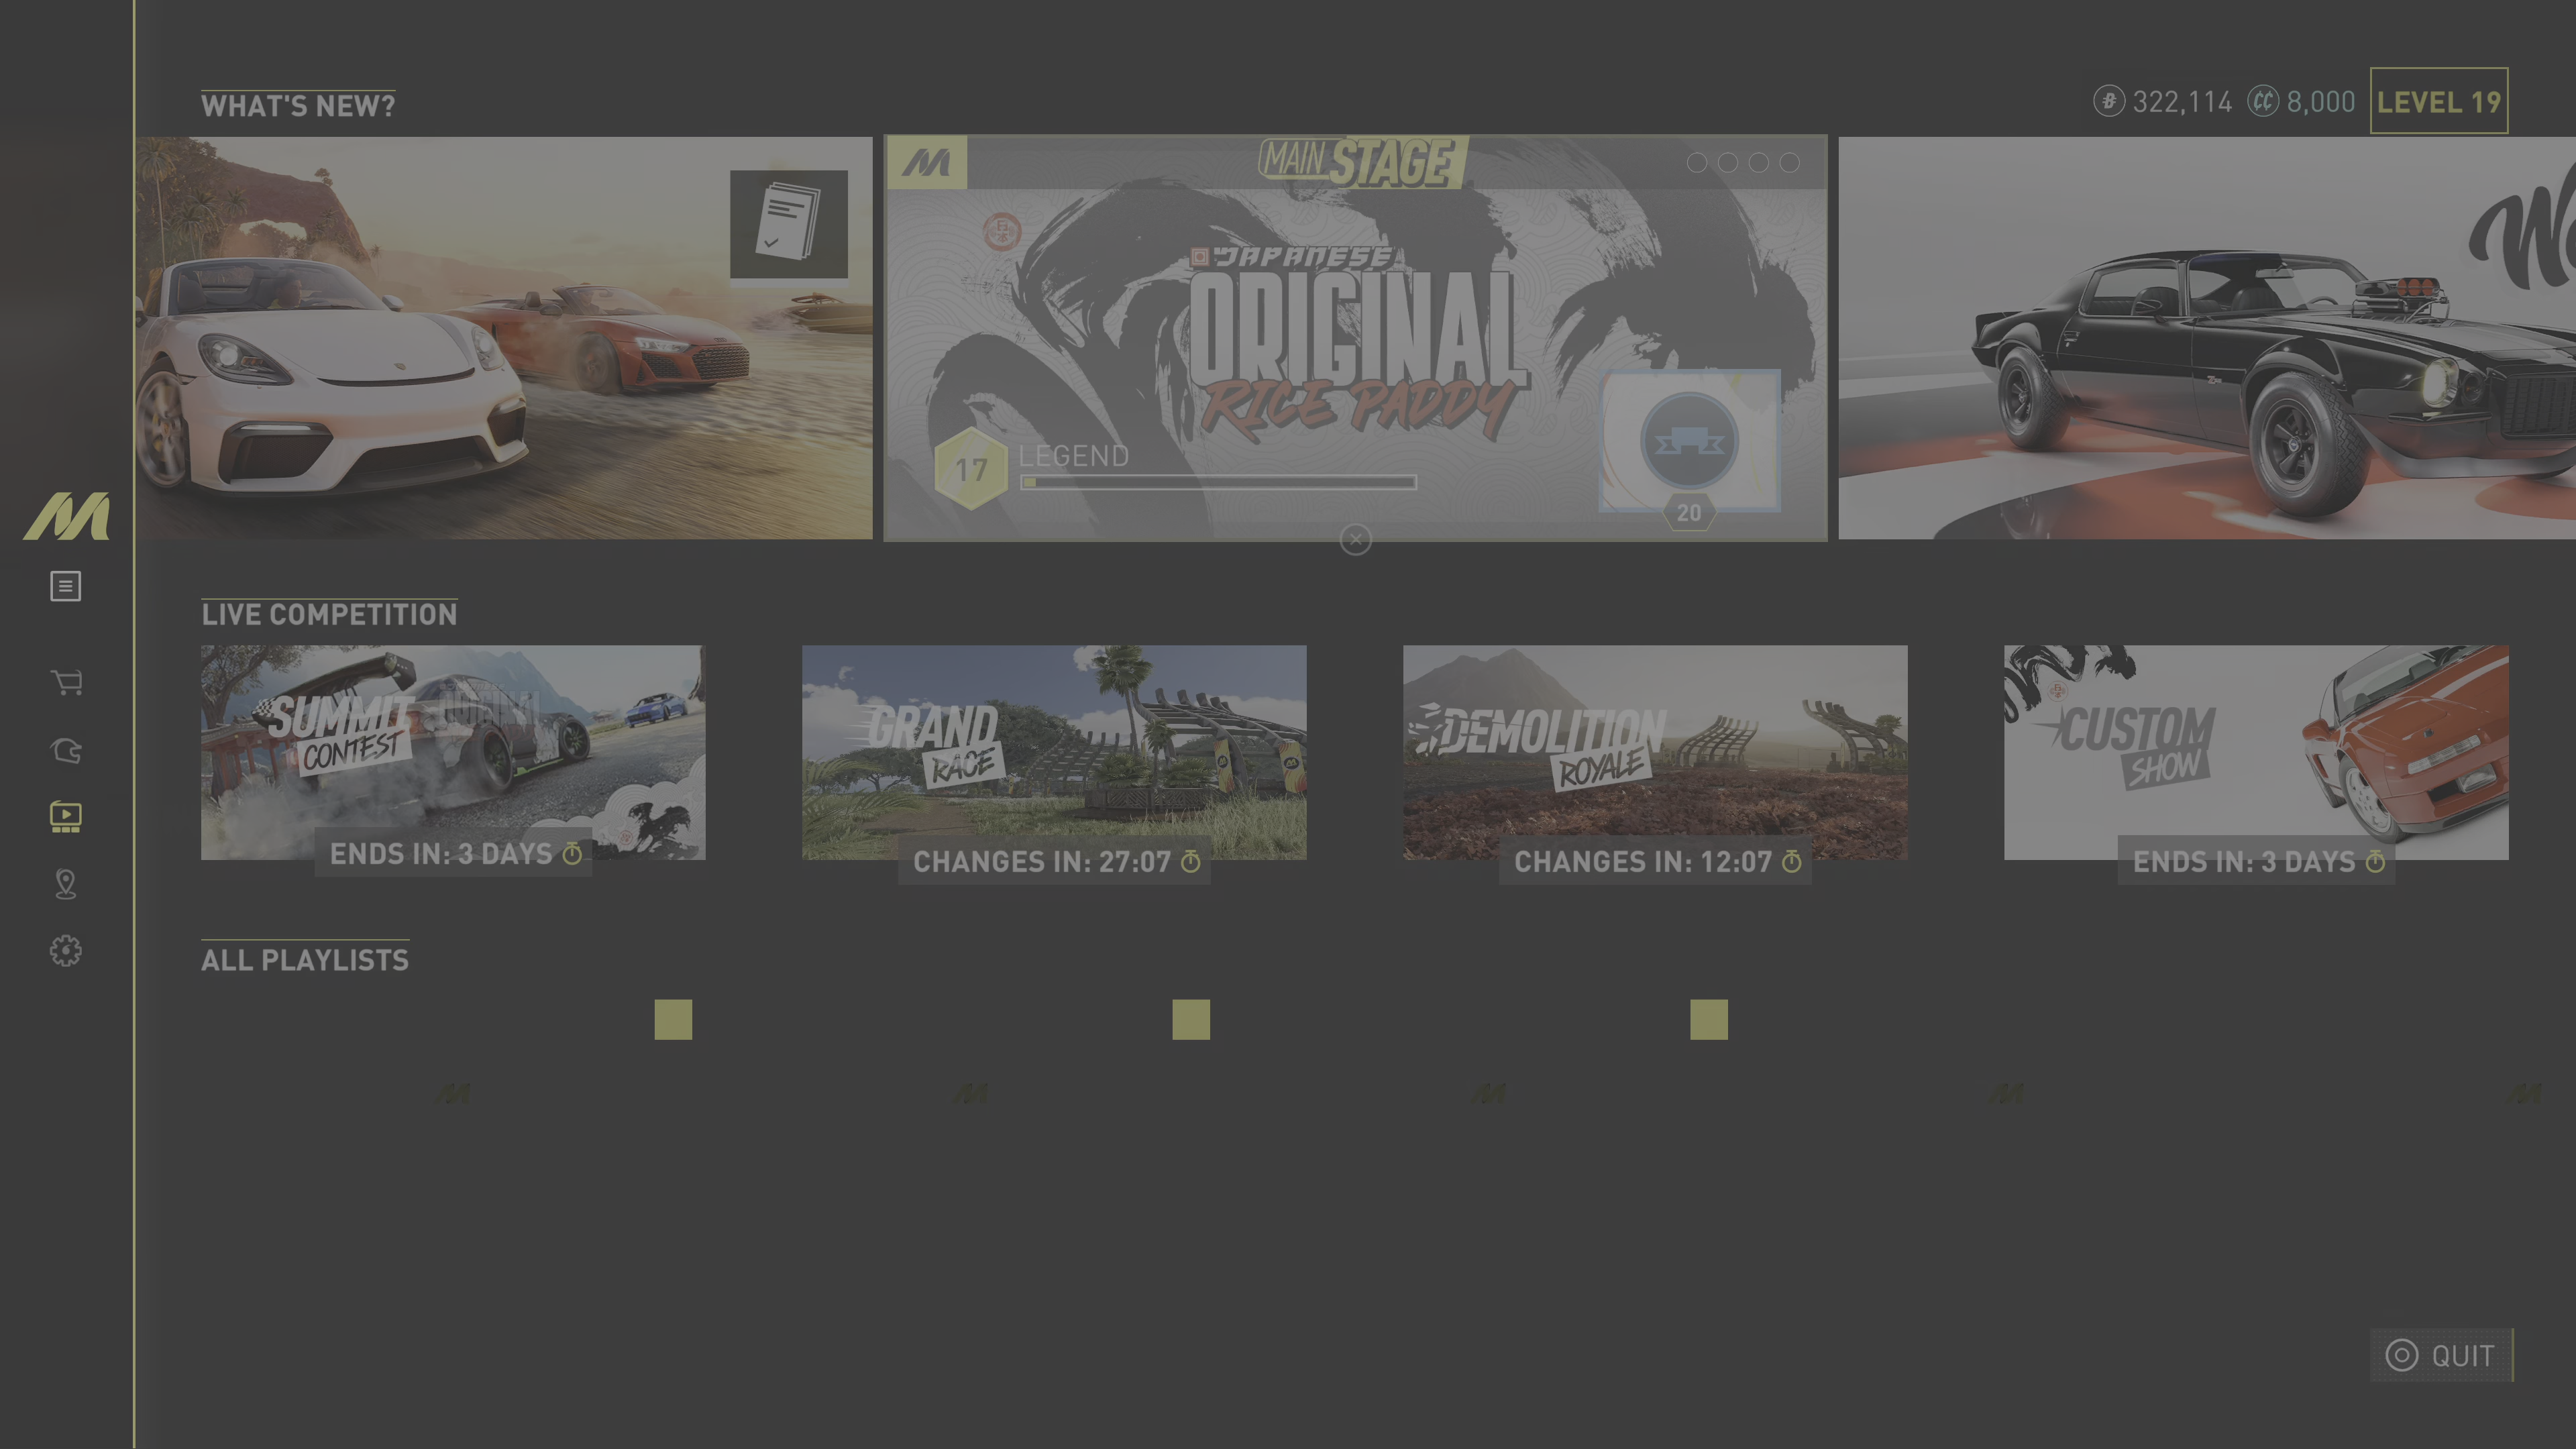 WHAT'S NEW?
322,114
8,000
LEVEL 19
MAIN STAGE
JAPANESE
ORIGINAL
RICE PADDY
17
LEGEND
20
LIVE COMPETITION
SUMMIT
CONTEST
ENDS IN: 3 DAYS
GRAND
RACE
CHANGES IN: 27:07
DEMOLITION
ROYALE
CHANGES IN: 12:07
CUSTOM
SHOW
ENDS IN: 3 DAYS
ALL PLAYLISTS
QUIT